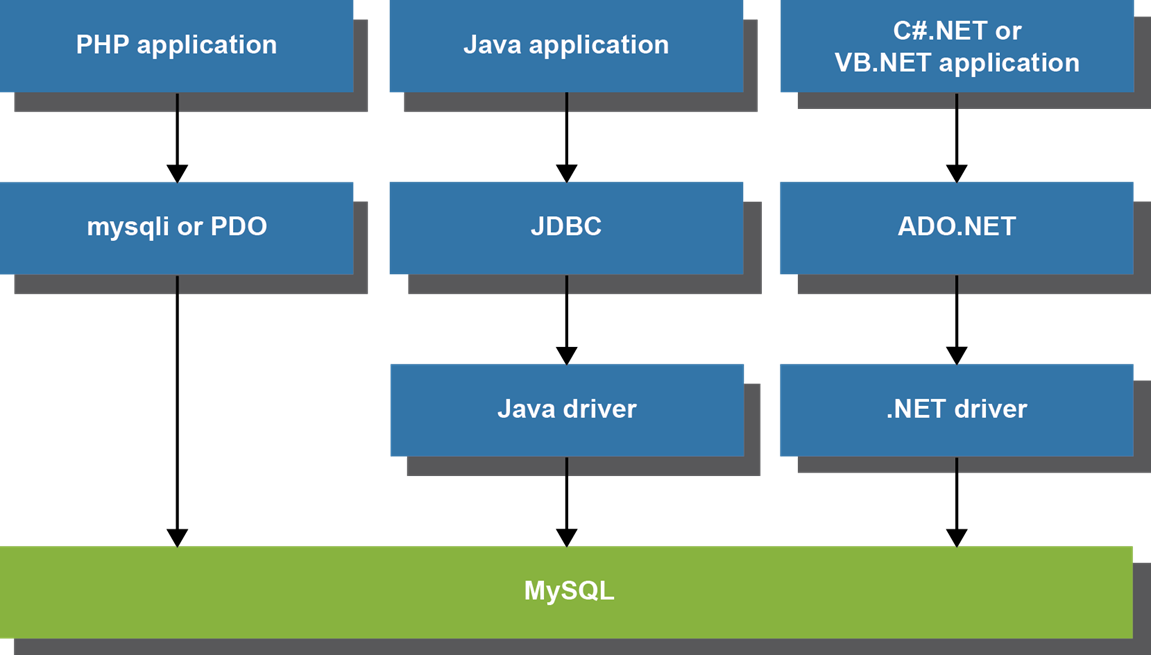 PHP application
Java application
C#.NET or
VB.NET application
mysqli or PDO
JDBC
ADO.NET
Java driver
.NET driver
MySQL